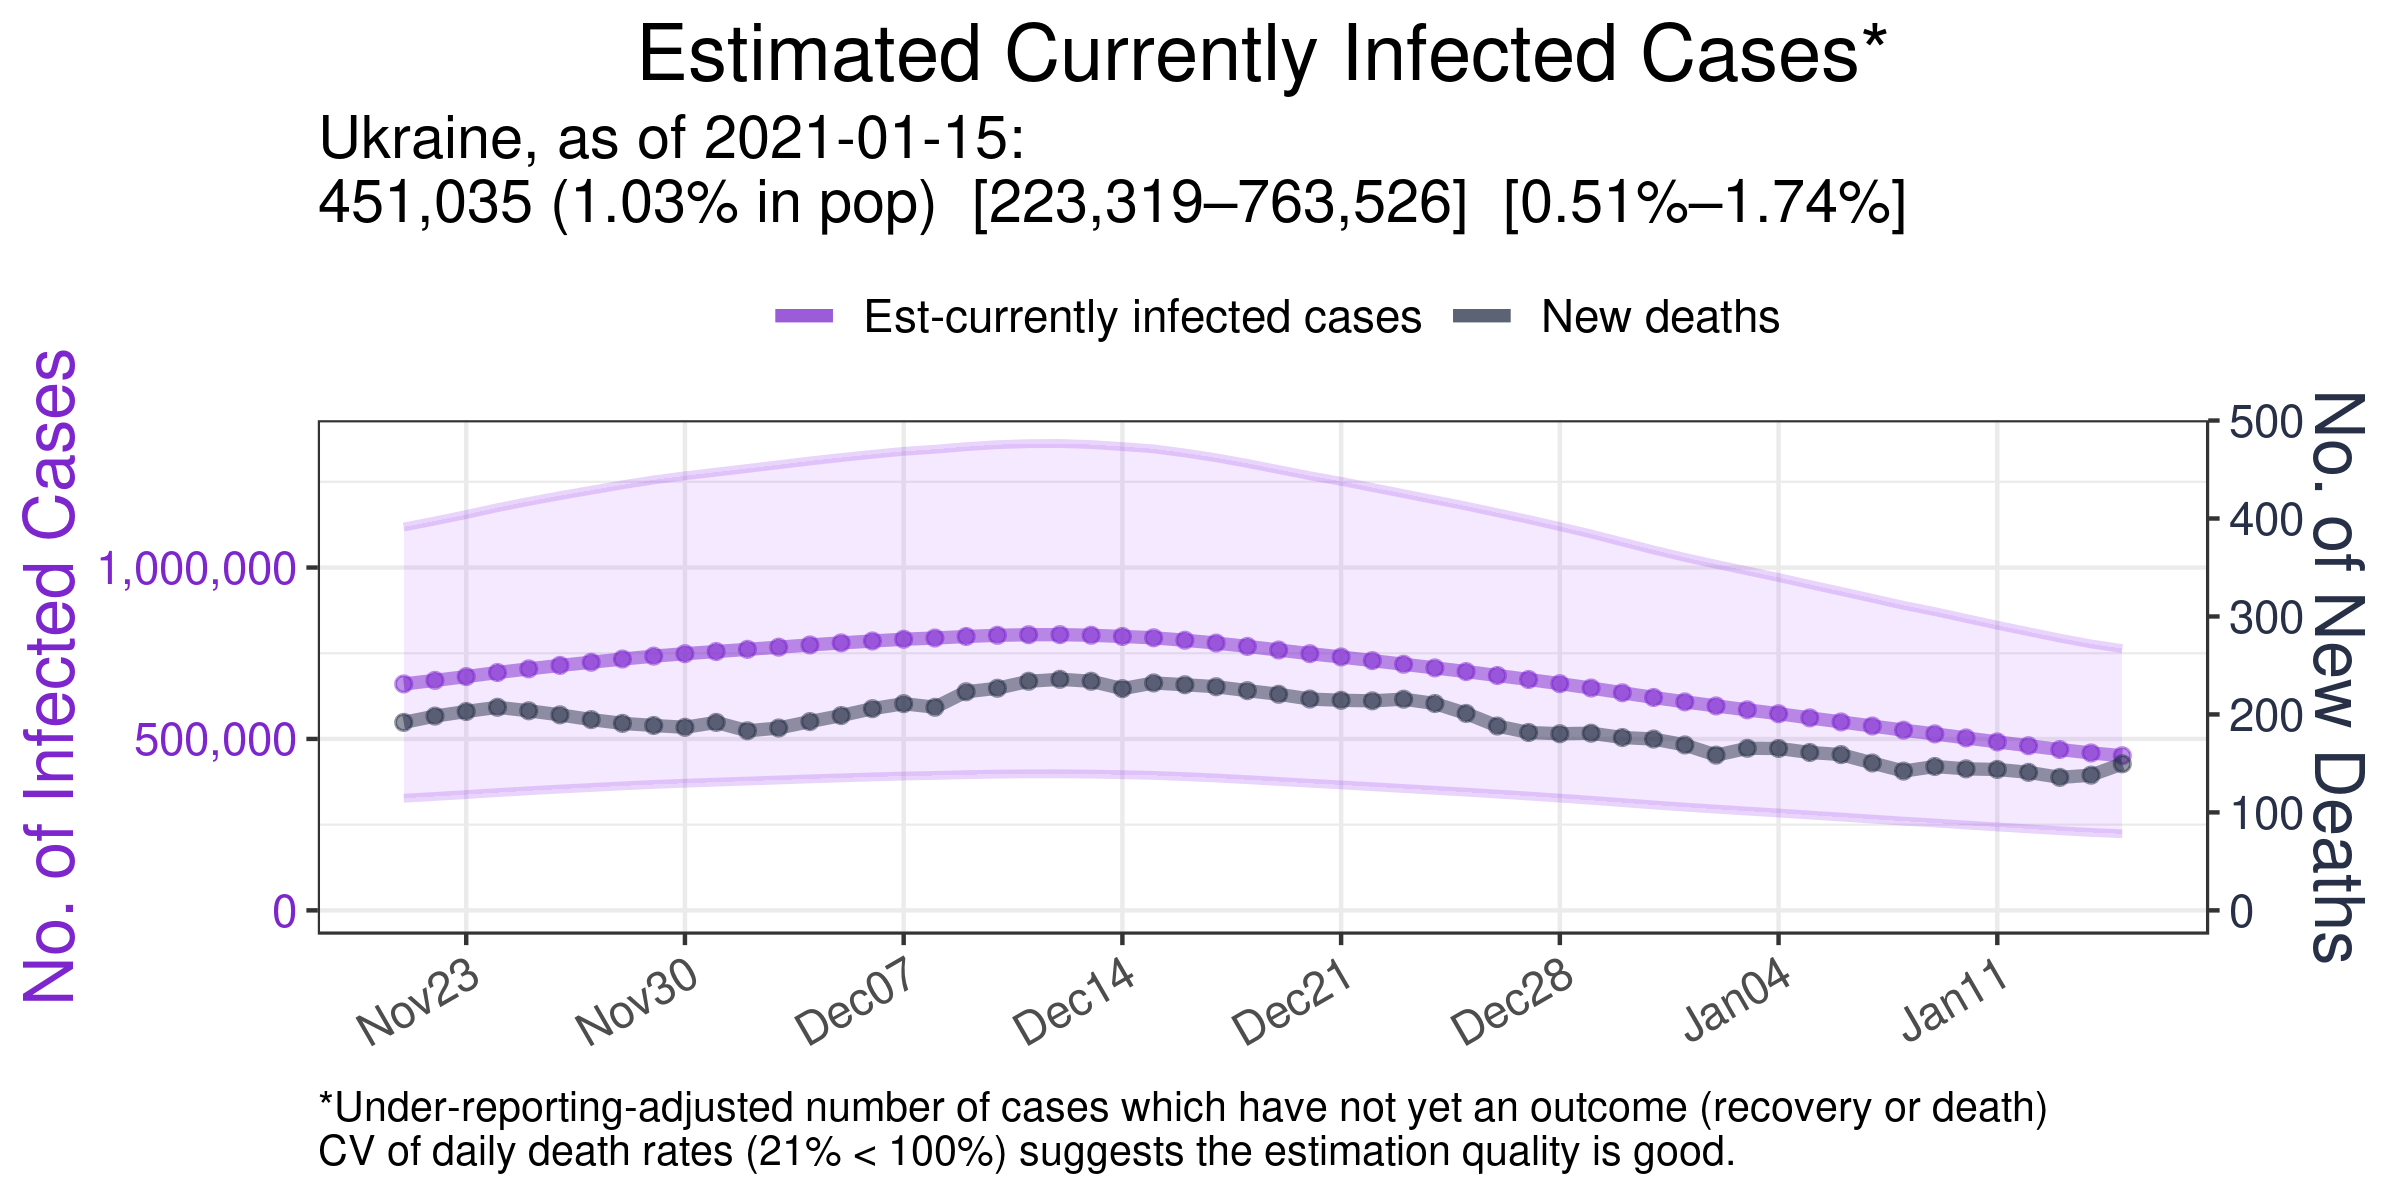 Estimated Currently Infected Cases*
Ukraine, as of 2021-01-15:
451,035 (1.03% in pop)  [223,319–763,526]  [0.51%–1.74%]
Est-currently infected cases
New deaths
No. of Infected Cases
1,000,000
500,000
0
500
400
300
200
100
0
No. of New Deaths
Nov23
Nov30
Dec07
Dec14
Dec21
Dec28
Jan04
Jan11
*Under-reporting-adjusted number of cases which have not yet an outcome (recovery or death)
CV of daily death rates (21% < 100%) suggests the estimation quality is good.